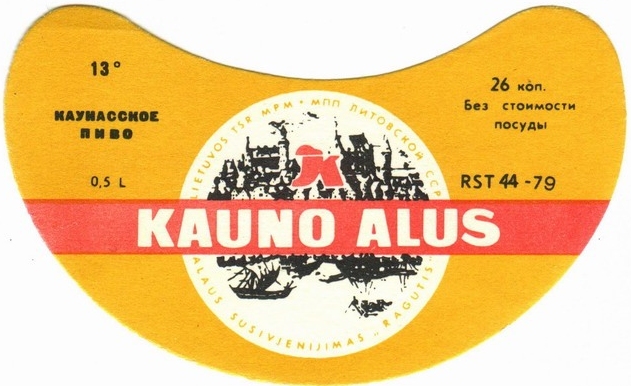 13°
КАУНАССКОЕ
ПИВО
0,5 L
26 коп.
Без стоимости
посуды
RST 44-79
LIETUVOS TSR MPM • МПП ЛИТОВСКОЙ ССР
K
KAUNO ALUS
ALAUS SUSIVJENIJIMAS „RAGUTIS